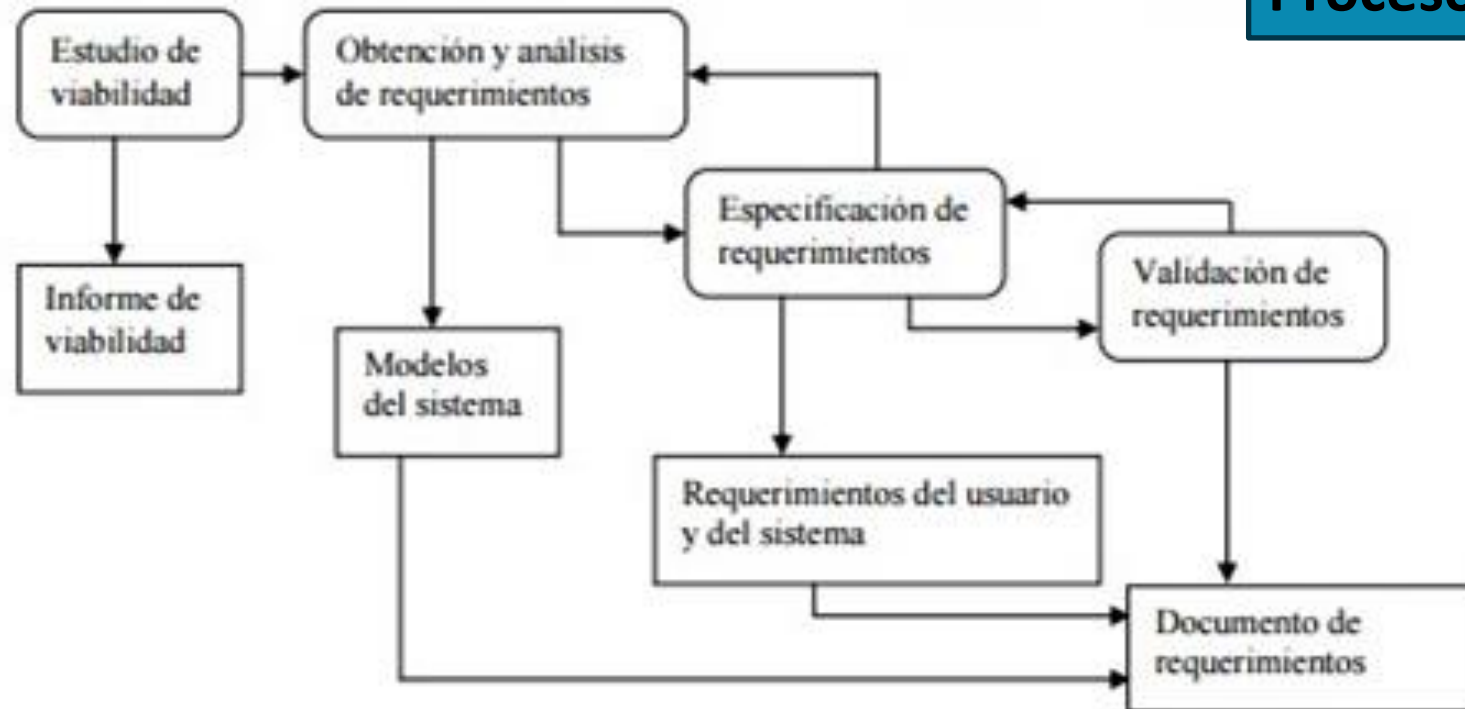 Proceso
Estudio de
viabilidad
Obtención y análisis
de requerimientos
Especificación de
requerimientos
Validación de
requerimientos
Informe de
viabilidad
Modelos
del sistema
Requerimientos del usuario
y del sistema
Documento de
requerimientos